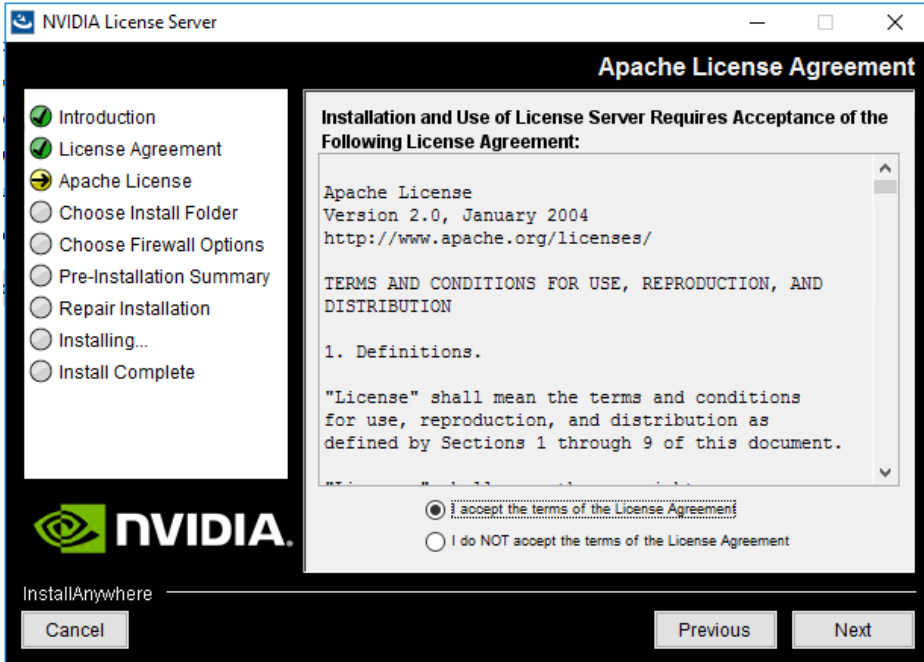 NVIDIA License Server
Apache License Agreement
Introduction
License Agreement
Apache License
Choose Install Folder
Choose Firewall Options
Pre-Installation Summary
Repair Installation
Installing...
Install Complete
Installation and Use of License Server Requires Acceptance of the
Following License Agreement:
Apache License
Version 2.0, January 2004
http://www.apache.org/licenses/
TERMS AND CONDITIONS FOR USE, REPRODUCTION, AND
DISTRIBUTION
1. Definitions.
"License" shall mean the terms and conditions
for use, reproduction, and distribution as
defined by Sections 1 through 9 of this document.
I accept the terms of the License Agreement
I do NOT accept the terms of the License Agreement
NVIDIA.
InstallAnywhere
Cancel
Previous
Next